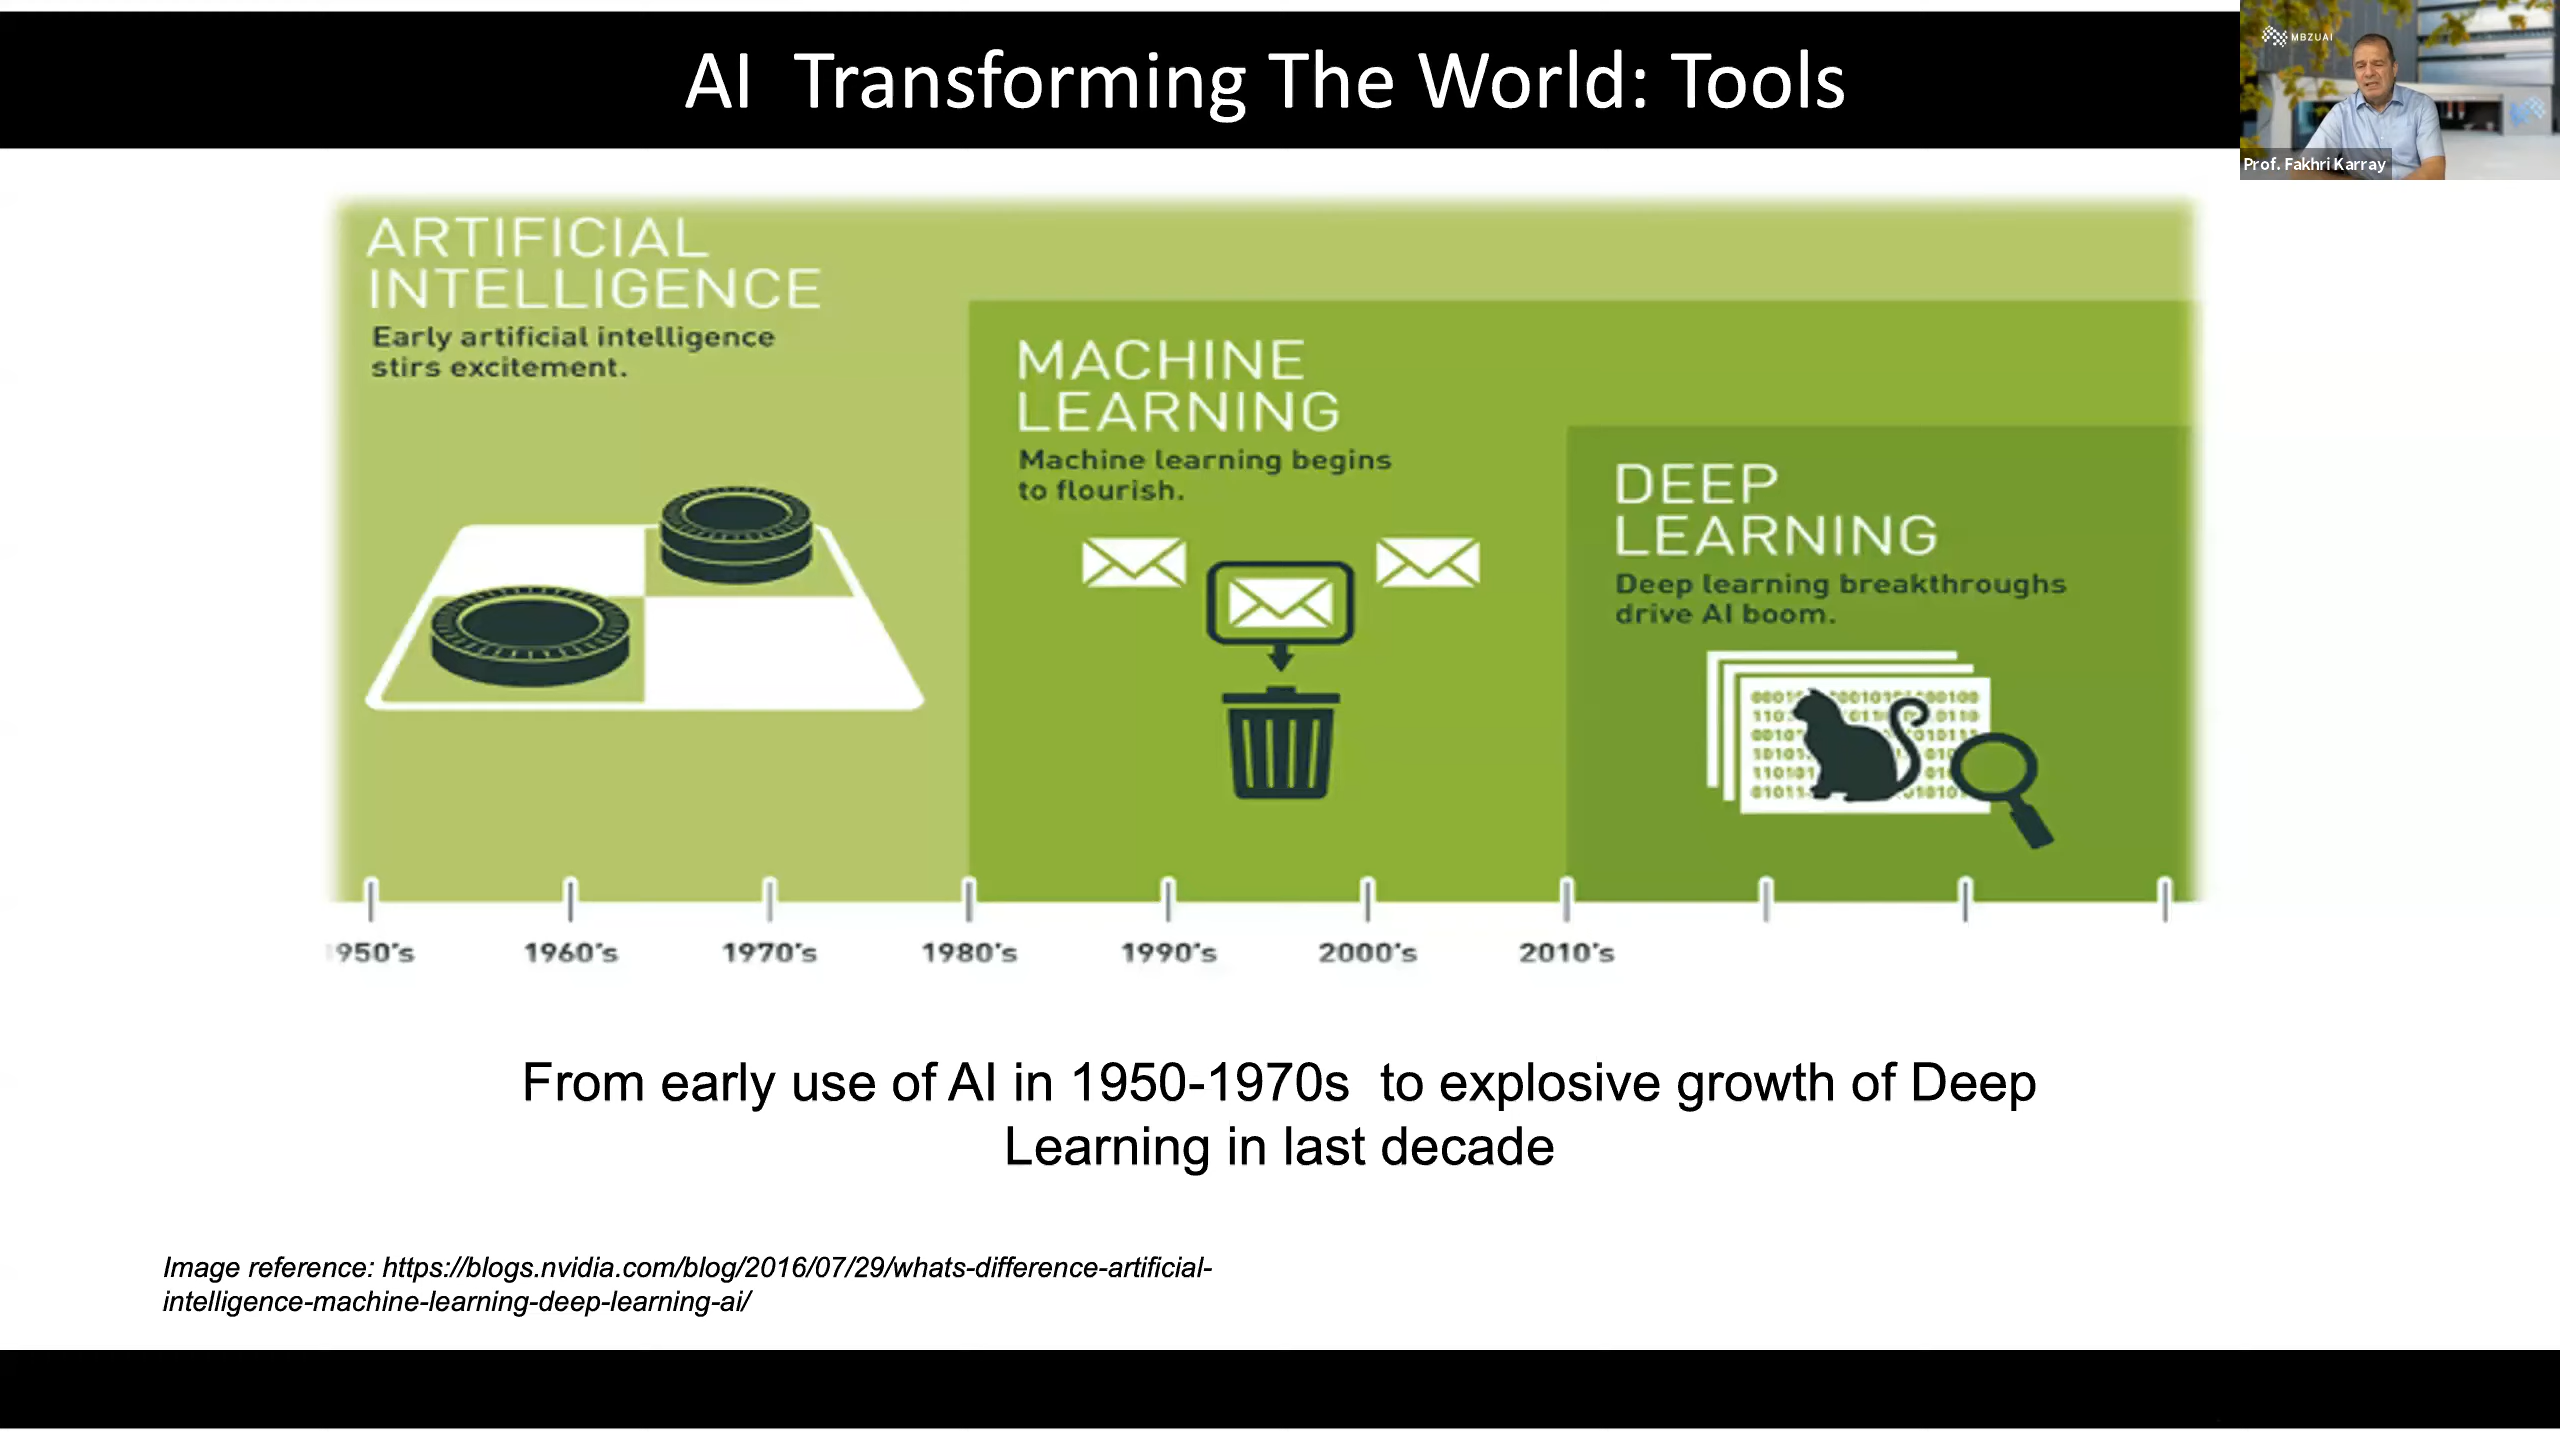 AI  Transforming The World: Tools
MBZUAI
Prof. Fakhri Karray
ARTIFICIAL
INTELLIGENCE
Early artificial intelligence
stirs excitement.
MACHINE
LEARNING
Machine learning begins
to flourish.
DEEP
LEARNING
Deep learning breakthroughs
drive AI boom.
1950's 1960's 1970's 1980's 1990's 2000's 2010's
From early use of AI in 1950-1970s  to explosive growth of Deep
Learning in last decade
Image reference: https://blogs.nvidia.com/blog/2016/07/29/whats-difference-artificial-
intelligence-machine-learning-deep-learning-ai/